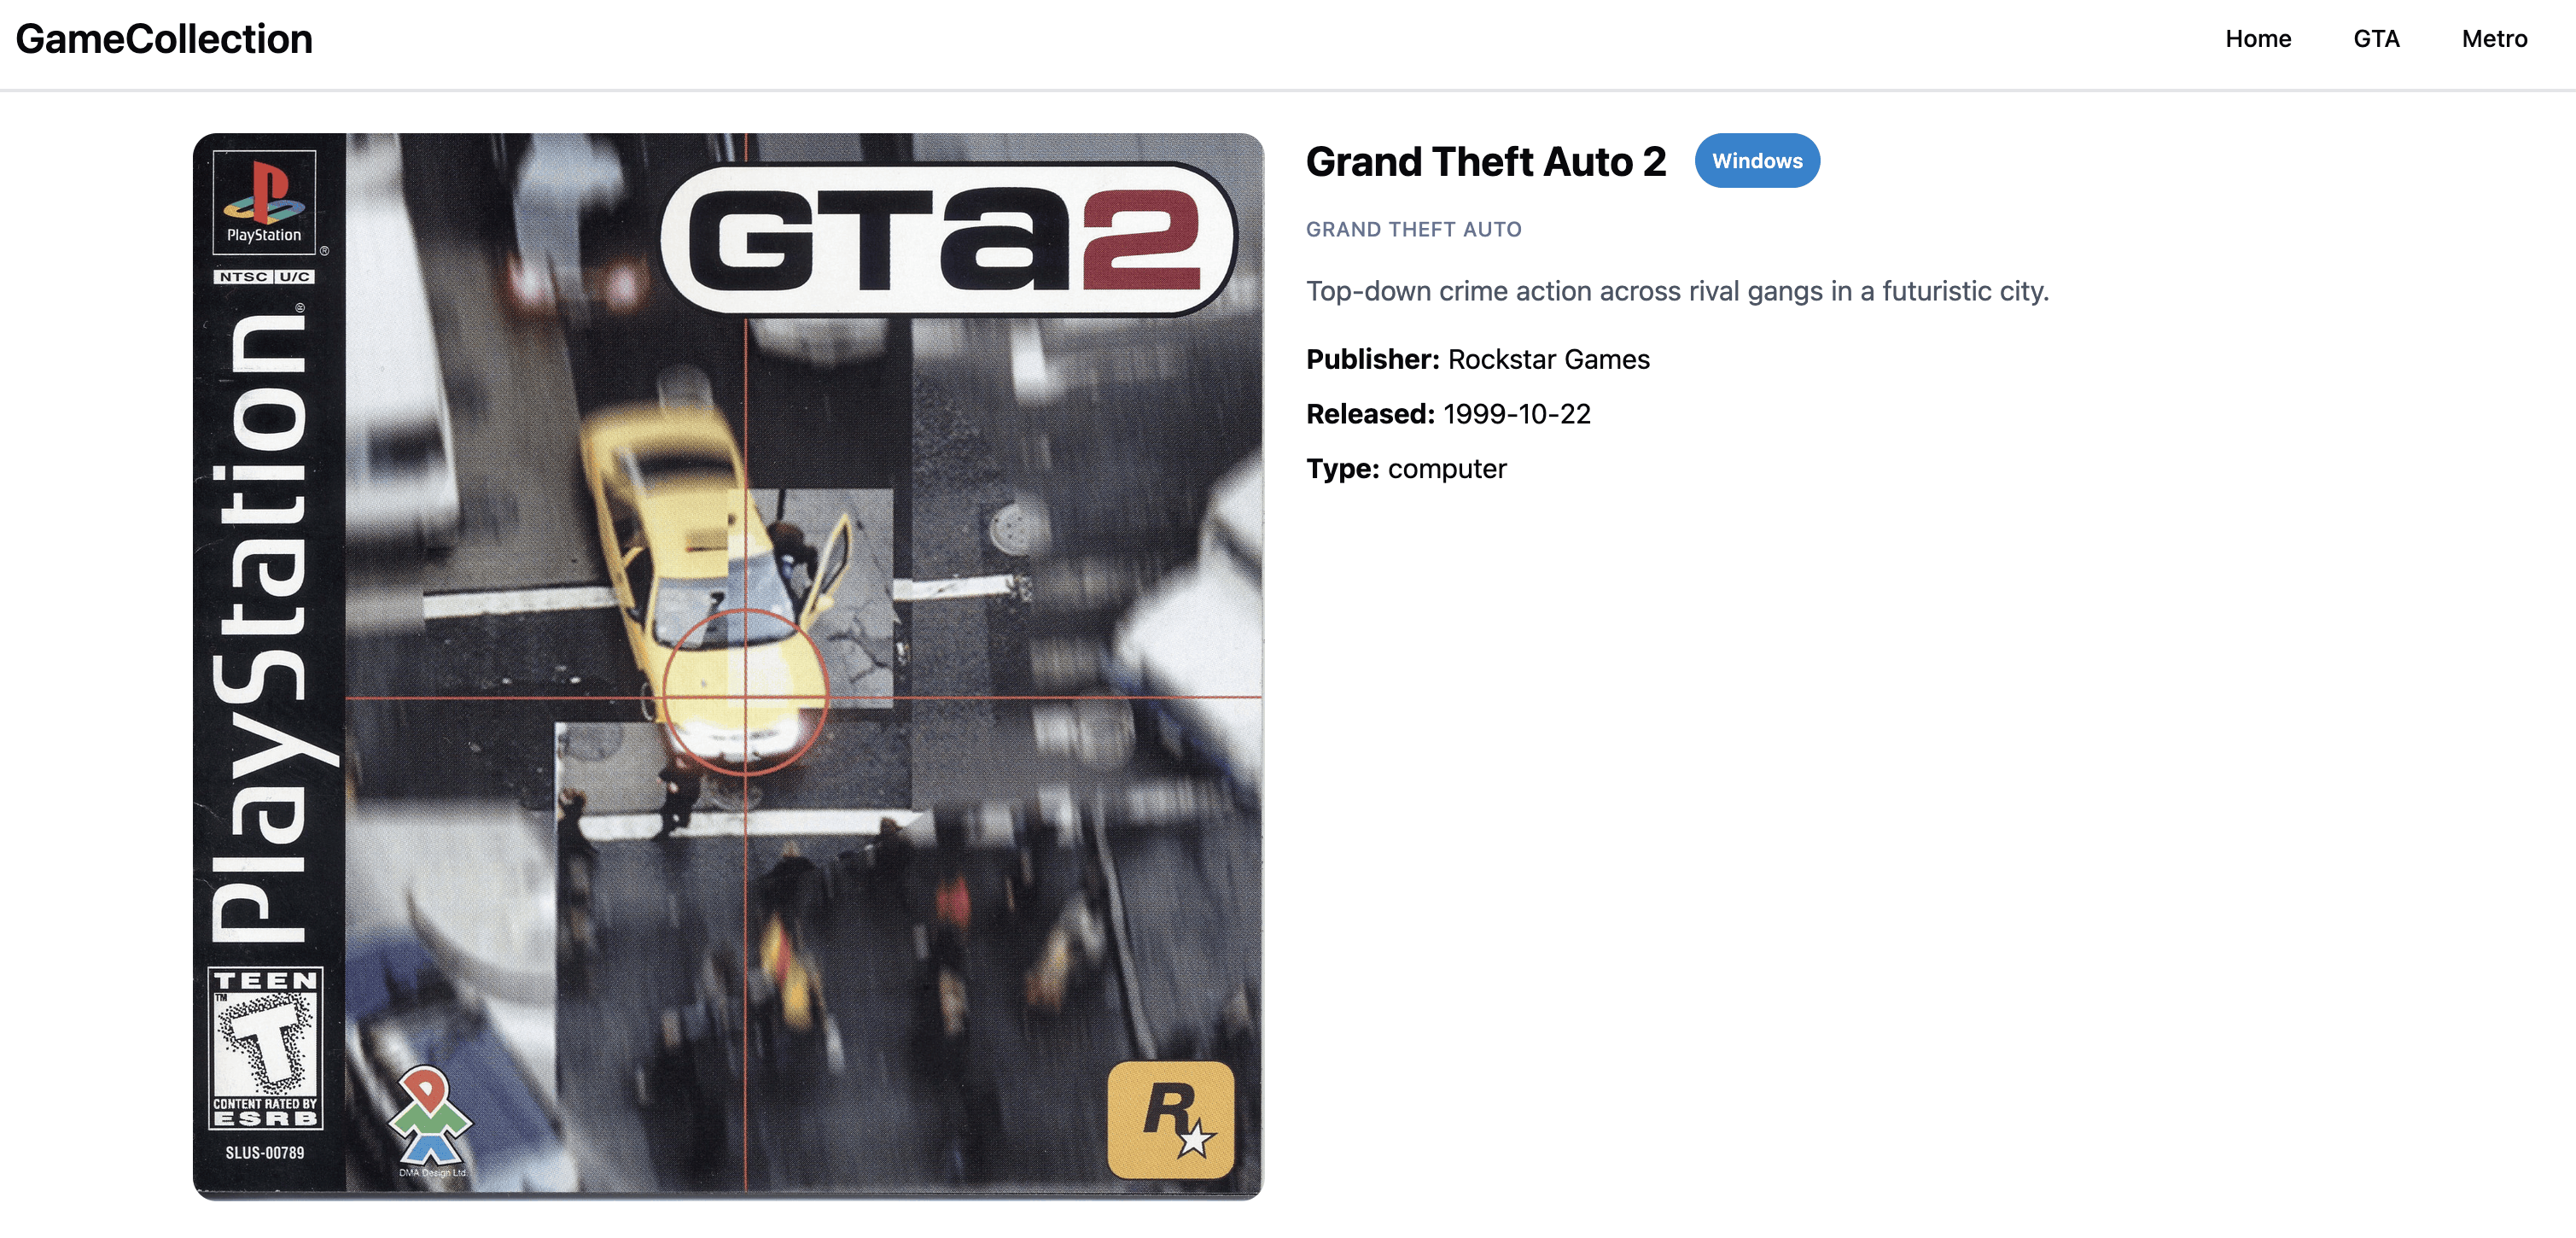 GameCollection
Home
GTA
Metro
PlayStation
®
NTSC U/C
PlayStation®
TEEN
TM
T
CONTENT RATED BY
ESRB
SLUS-00789
GTa2
DMA Design Ltd.
R
Grand Theft Auto 2
Windows
GRAND THEFT AUTO
Top-down crime action across rival gangs in a futuristic city.
Publisher: Rockstar Games
Released: 1999-10-22
Type: computer